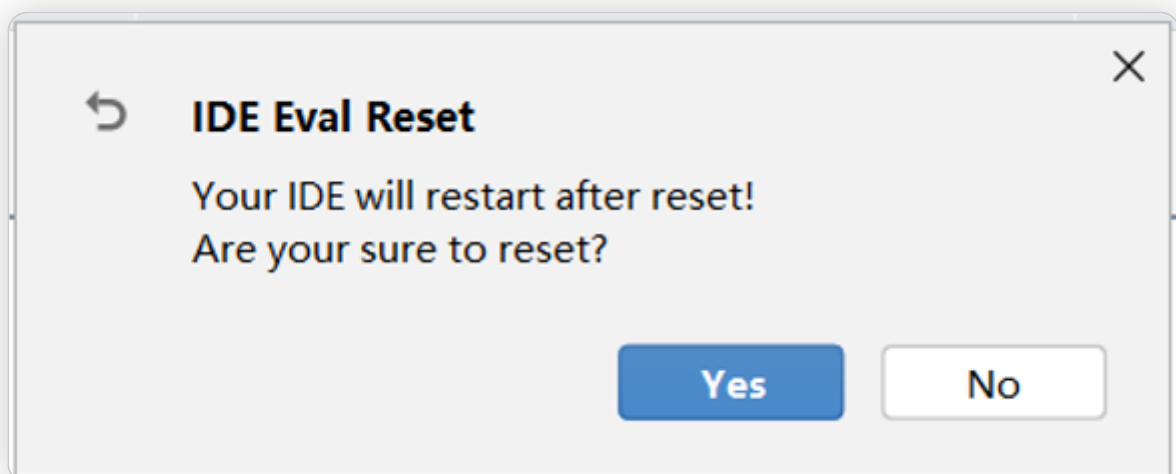 IDE Eval Reset
Your IDE will restart after reset!
Are your sure to reset?
Yes No